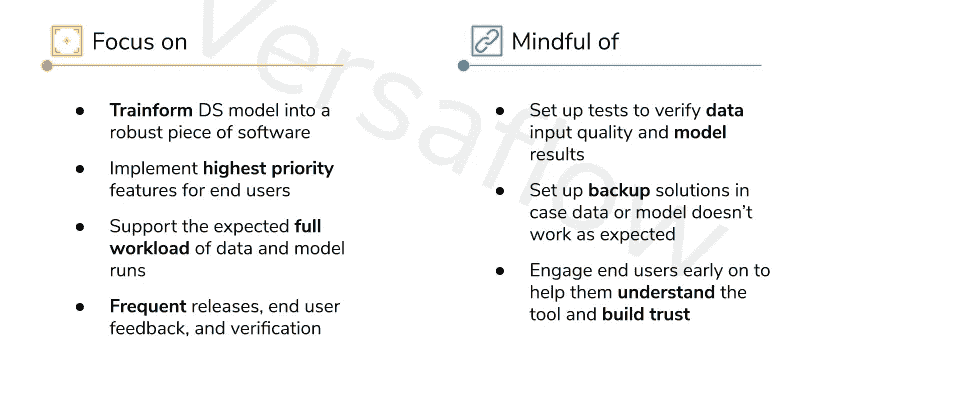 Versaflow
Focus on
Trainform DS model into a
robust piece of software
Implement highest priority
features for end users
Support the expected full
workload of data and model
runs
Frequent releases, end user
feedback, and verification
Mindful of
Set up tests to verify data
input quality and model
results
Set up backup solutions in
case data or model doesn't
work as expected
Engage end users early on to
help them understand the
tool and build trust